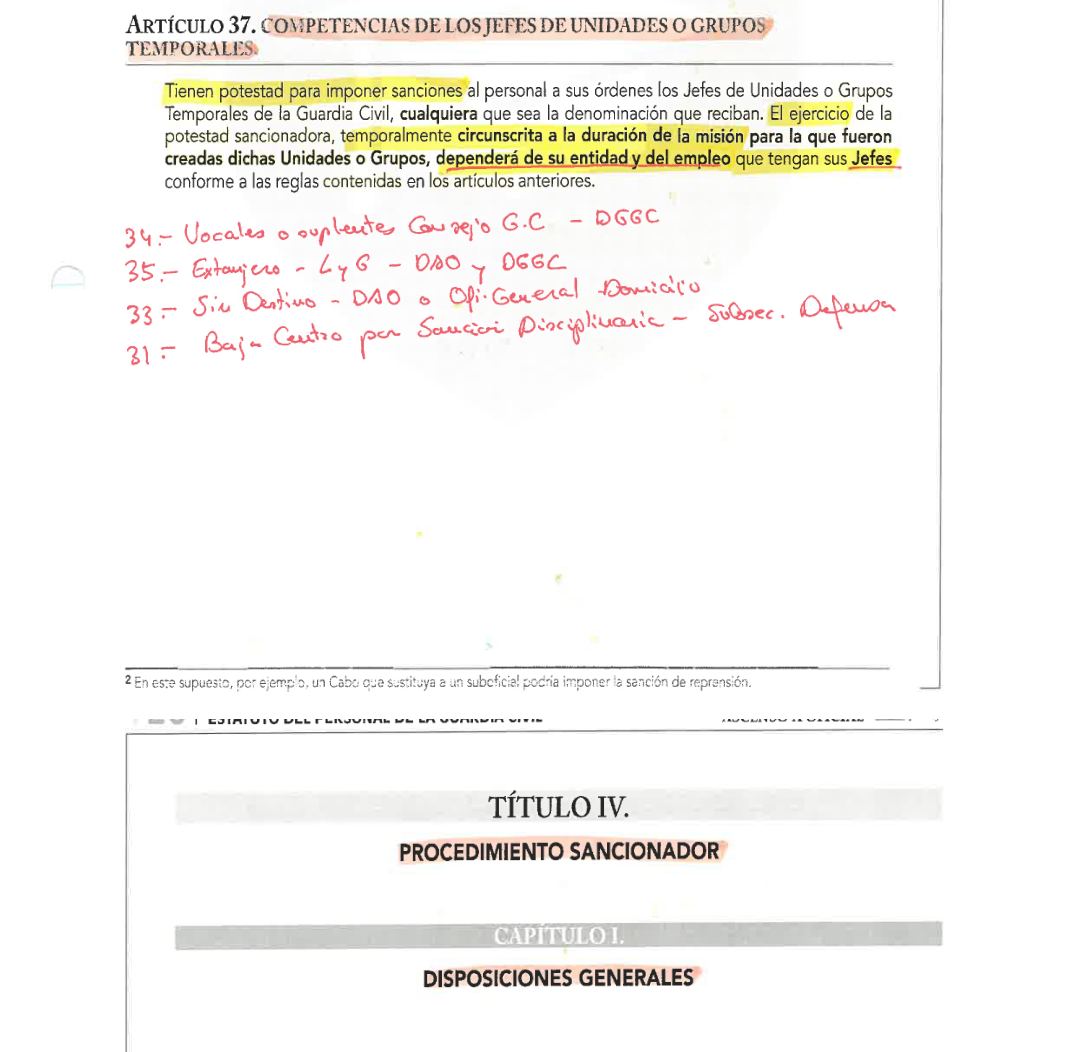 ARTÍCULO 37. COMPETENCIAS DE LOS JEFES DE UNIDADES O GRUPOS
TEMPORALES.
Tienen potestad para imponer sanciones al personal a sus órdenes los Jefes de Unidades o Grupos
Temporales de la Guardia Civil, cualquiera que sea la denominación que reciban. El ejercicio de la
potestad sancionadora, temporalmente circunscrita a la duración de la misión para la que fueron
creadas dichas Unidades o Grupos, dependerá de su entidad y del empleo que tengan sus Jefes
conforme a las reglas contenidas en los artículos anteriores.
34.- Vocales o suplentes Consejo G.C - DGGC
35.- Extanjero - L y G - DAO y DGGC
33.- Sin Destino - DAO o Ofi. General Domicilio
31.- Baja Centro por Sanción Disciplinaria - Subsec. Defensa
2 En este supuesto, por ejemplo, un Cabo que sustituya a un suboficial podría imponer la sanción de reprensión.
ESTATUTO DEL PERSONAL DE LA GUARDIA CIVIL ASCENSO A OFICIAL
TÍTULO IV.
PROCEDIMIENTO SANCIONADOR
CAPÍTULO I.
DISPOSICIONES GENERALES